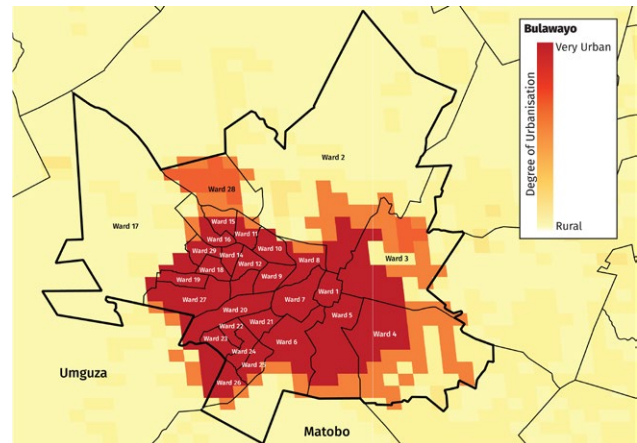 Bulawayo
Very Urban
Degree of Urbanisation
Rural
Ward 2
Ward 28
Ward 17
Ward 15
Ward 11
Ward 16
Ward 10
Ward 29
Ward 14
Ward 8
Ward 3
Ward 12
Ward 18
Ward 9
Ward 19
Ward 1
Ward 27
Ward 7
Ward 20
Ward 5
Ward 21
Ward 22
Ward 4
Ward 23
Ward 6
Ward 24
Ward 25
Ward 26
Umguza
Matobo